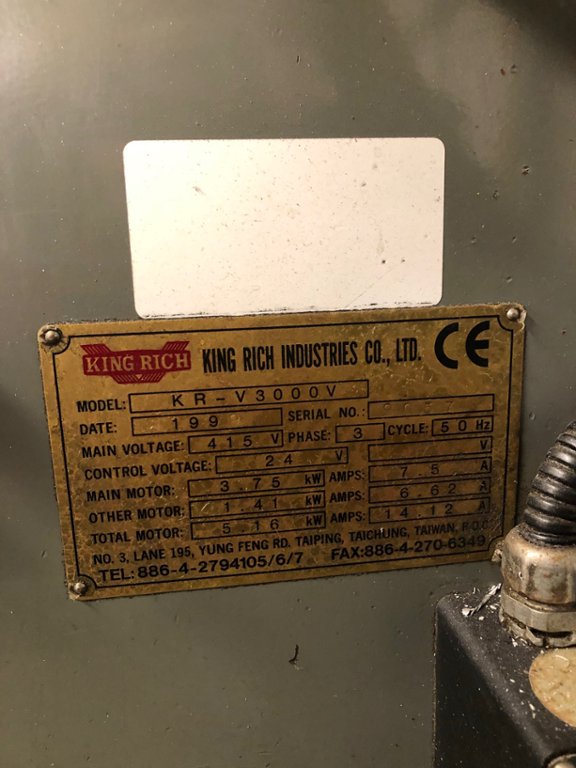 KING RICH KING RICH INDUSTRIES CO., LTD. CE
MODEL: KR-V3000V
DATE: 199 SERIAL NO.:
MAIN VOLTAGE: 415 V PHASE: 3 CYCLE: 50 Hz
CONTROL VOLTAGE: 24 V V
MAIN MOTOR: 3.75 kW AMPS: 7.5 A
OTHER MOTOR: 1.41 kW AMPS: 6.62 A
TOTAL MOTOR: 5.16 kW AMPS: 14.12 A
NO. 3, LANE 195, YUNG FENG RD. TAIPING, TAICHUNG, TAIWAN, R.O.C.
TEL: 886-4-2794105/6/7 FAX:886-4-270-6349